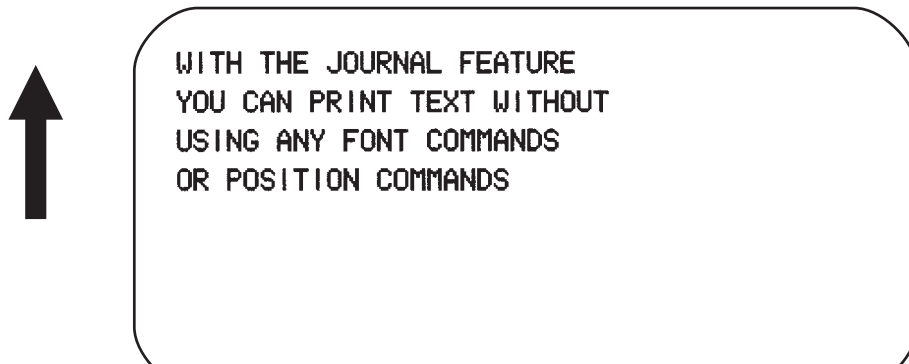 WITH THE JOURNAL FEATURE
YOU CAN PRINT TEXT WITHOUT
USING ANY FONT COMMANDS
OR POSITION COMMANDS